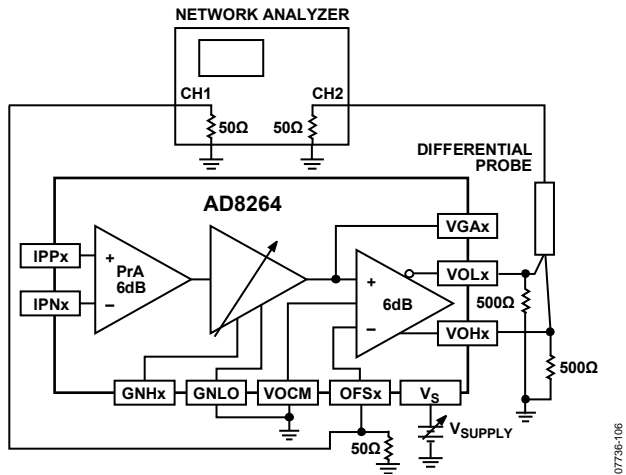 NETWORK ANALYZER
CH1
CH2
50Ω
50Ω
DIFFERENTIAL
PROBE
AD8264
VGAx
IPPx
+
PrA
6dB
IPNx
–
+
6dB
–
VOLx
500Ω
VOHx
500Ω
GNHx
GNLO
VOCM
OFSx
VS
50Ω
VSUPPLY
07736-106